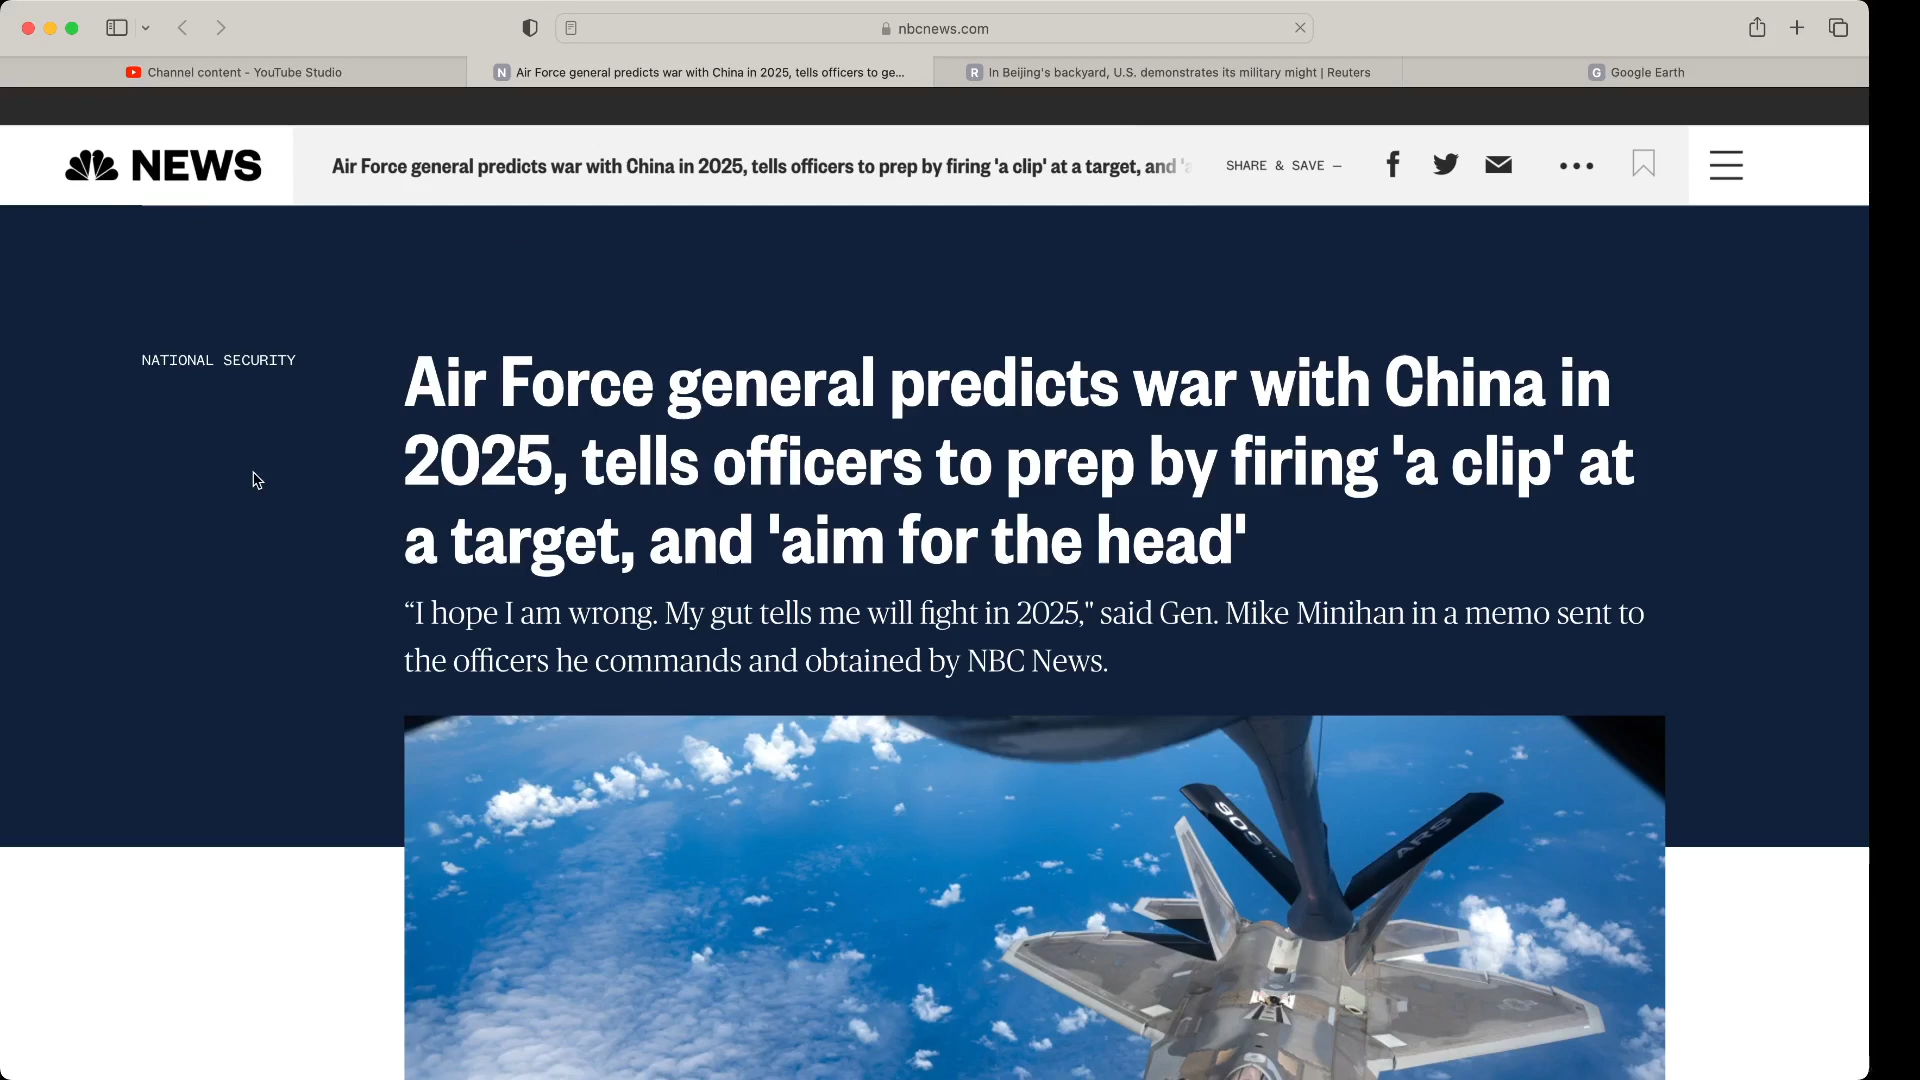 nbcnews.com
Channel content - YouTube Studio
N Air Force general predicts war with China in 2025, tells officers to ge...
R In Beijing's backyard, U.S. demonstrates its military might | Reuters
G Google Earth
NEWS
Air Force general predicts war with China in 2025, tells officers to prep by firing 'a clip' at a target, and 'a
SHARE & SAVE —
NATIONAL SECURITY
Air Force general predicts war with China in
2025, tells officers to prep by firing 'a clip' at
a target, and 'aim for the head'
“I hope I am wrong. My gut tells me will fight in 2025," said Gen. Mike Minihan in a memo sent to
the officers he commands and obtained by NBC News.
906TH
ARS